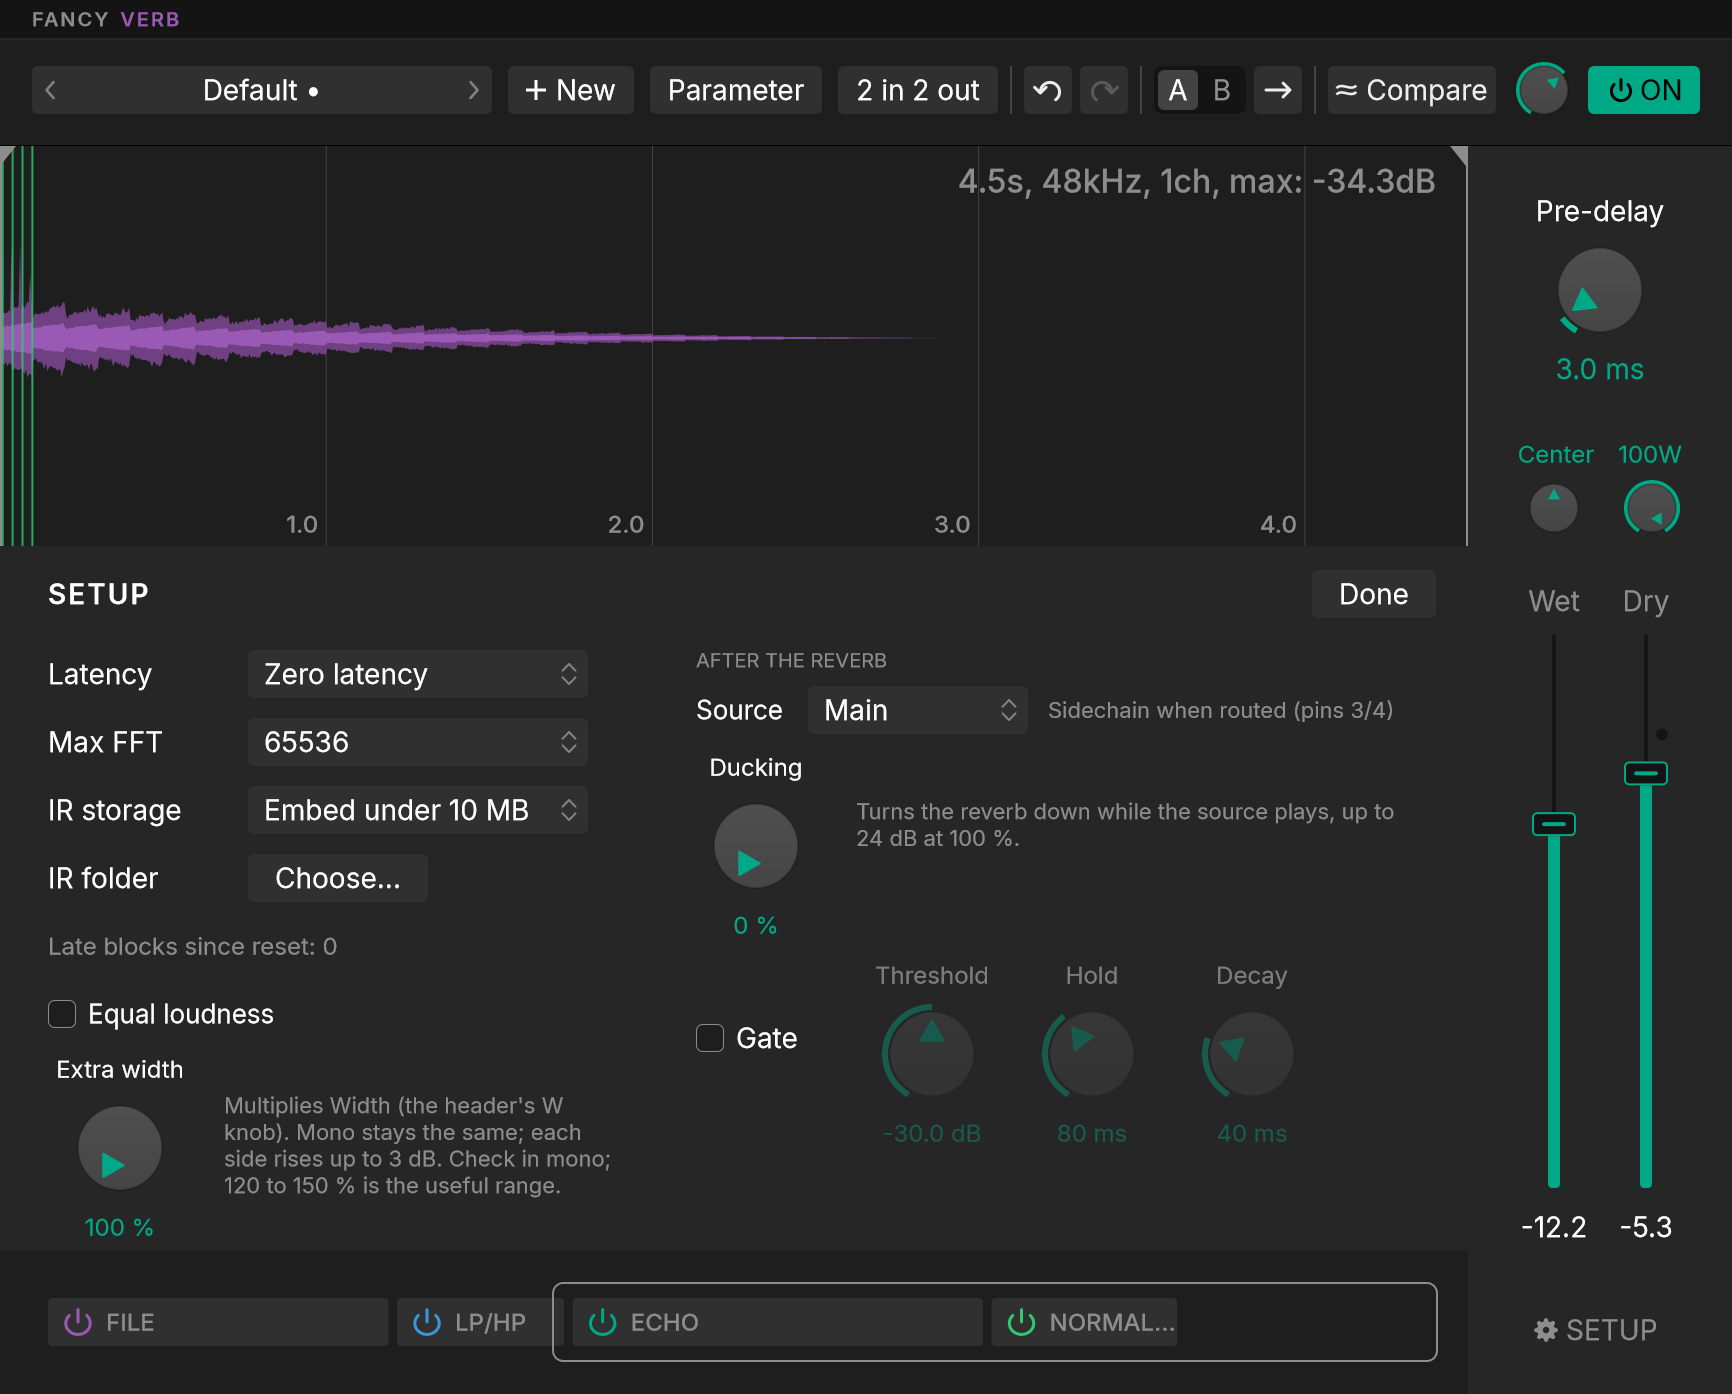 FANCY VERB
Default •
+ New
Parameter
2 in 2 out
A B
Compare
ON
4.5s, 48kHz, 1ch, max: -34.3dB
1.0
2.0
3.0
4.0
Pre-delay
3.0 ms
Center
100W
Wet
Dry
-12.2
-5.3
SETUP
Done
Latency
Zero latency
Max FFT
65536
IR storage
Embed under 10 MB
IR folder
Choose...
Late blocks since reset: 0
Equal loudness
Extra width
100 %
Multiplies Width (the header's W
knob). Mono stays the same; each
side rises up to 3 dB. Check in mono;
120 to 150 % is the useful range.
AFTER THE REVERB
Source
Main
Sidechain when routed (pins 3/4)
Ducking
0 %
Turns the reverb down while the source plays, up to
24 dB at 100 %.
Gate
Threshold
-30.0 dB
Hold
80 ms
Decay
40 ms
FILE
LP/HP
ECHO
NORMAL...
SETUP